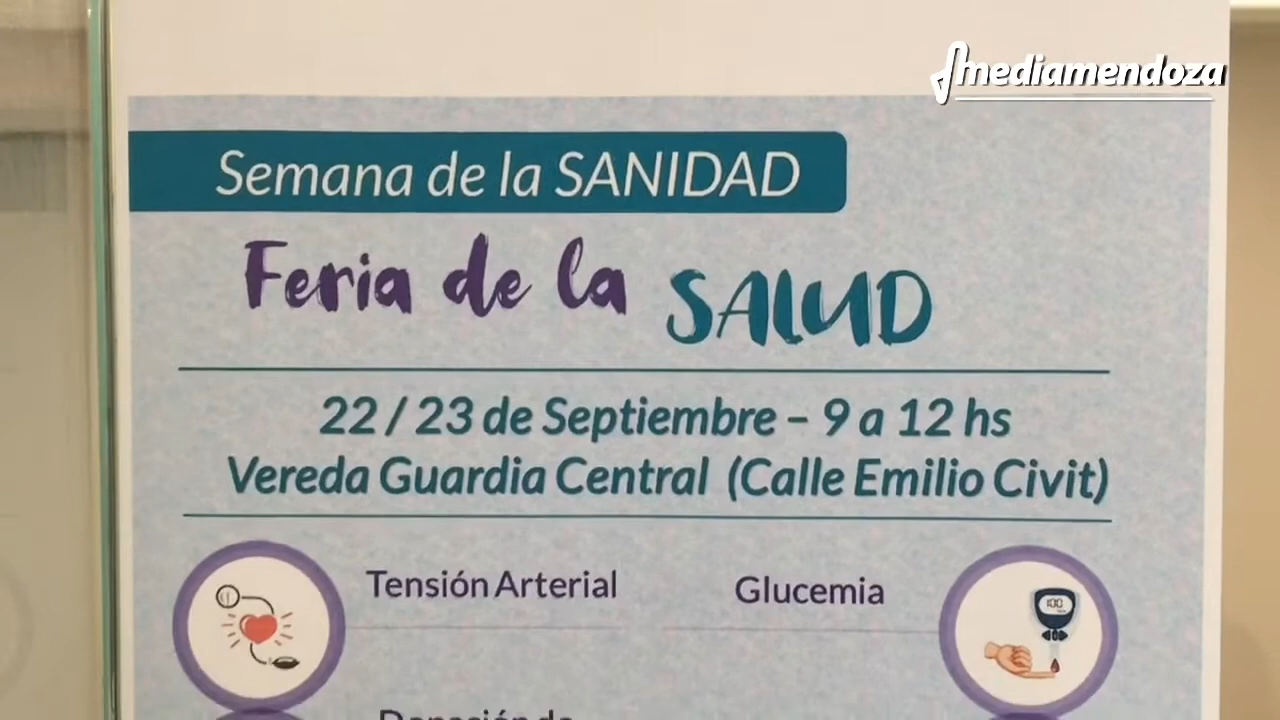 mediamendoza
Semana de la SANIDAD
Feria de la SALUD
22 / 23 de Septiembre – 9 a 12 hs
Vereda Guardia Central (Calle Emilio Civit)
Tensión Arterial
Glucemia
100